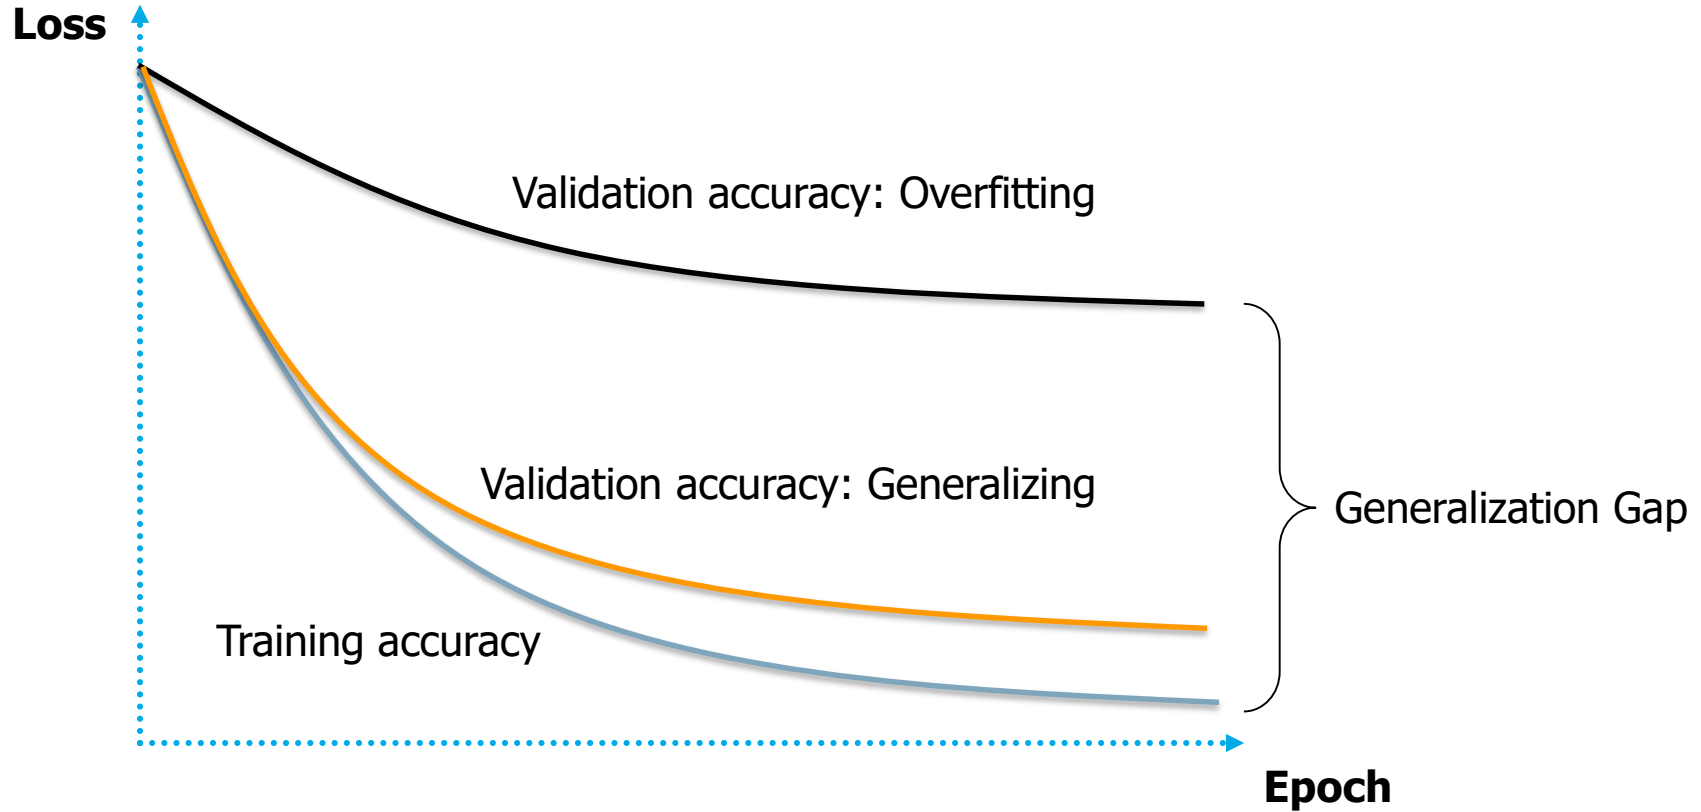 Loss
Validation accuracy: Overfitting
Validation accuracy: Generalizing
Generalization Gap
Training accuracy
Epoch